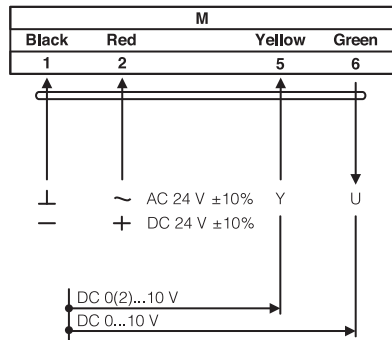 M
Black Red Yellow Green
1 2 5 6
⊥ ~ AC 24 V ±10% Y U
− + DC 24 V ±10%
DC 0(2)...10 V
DC 0...10 V